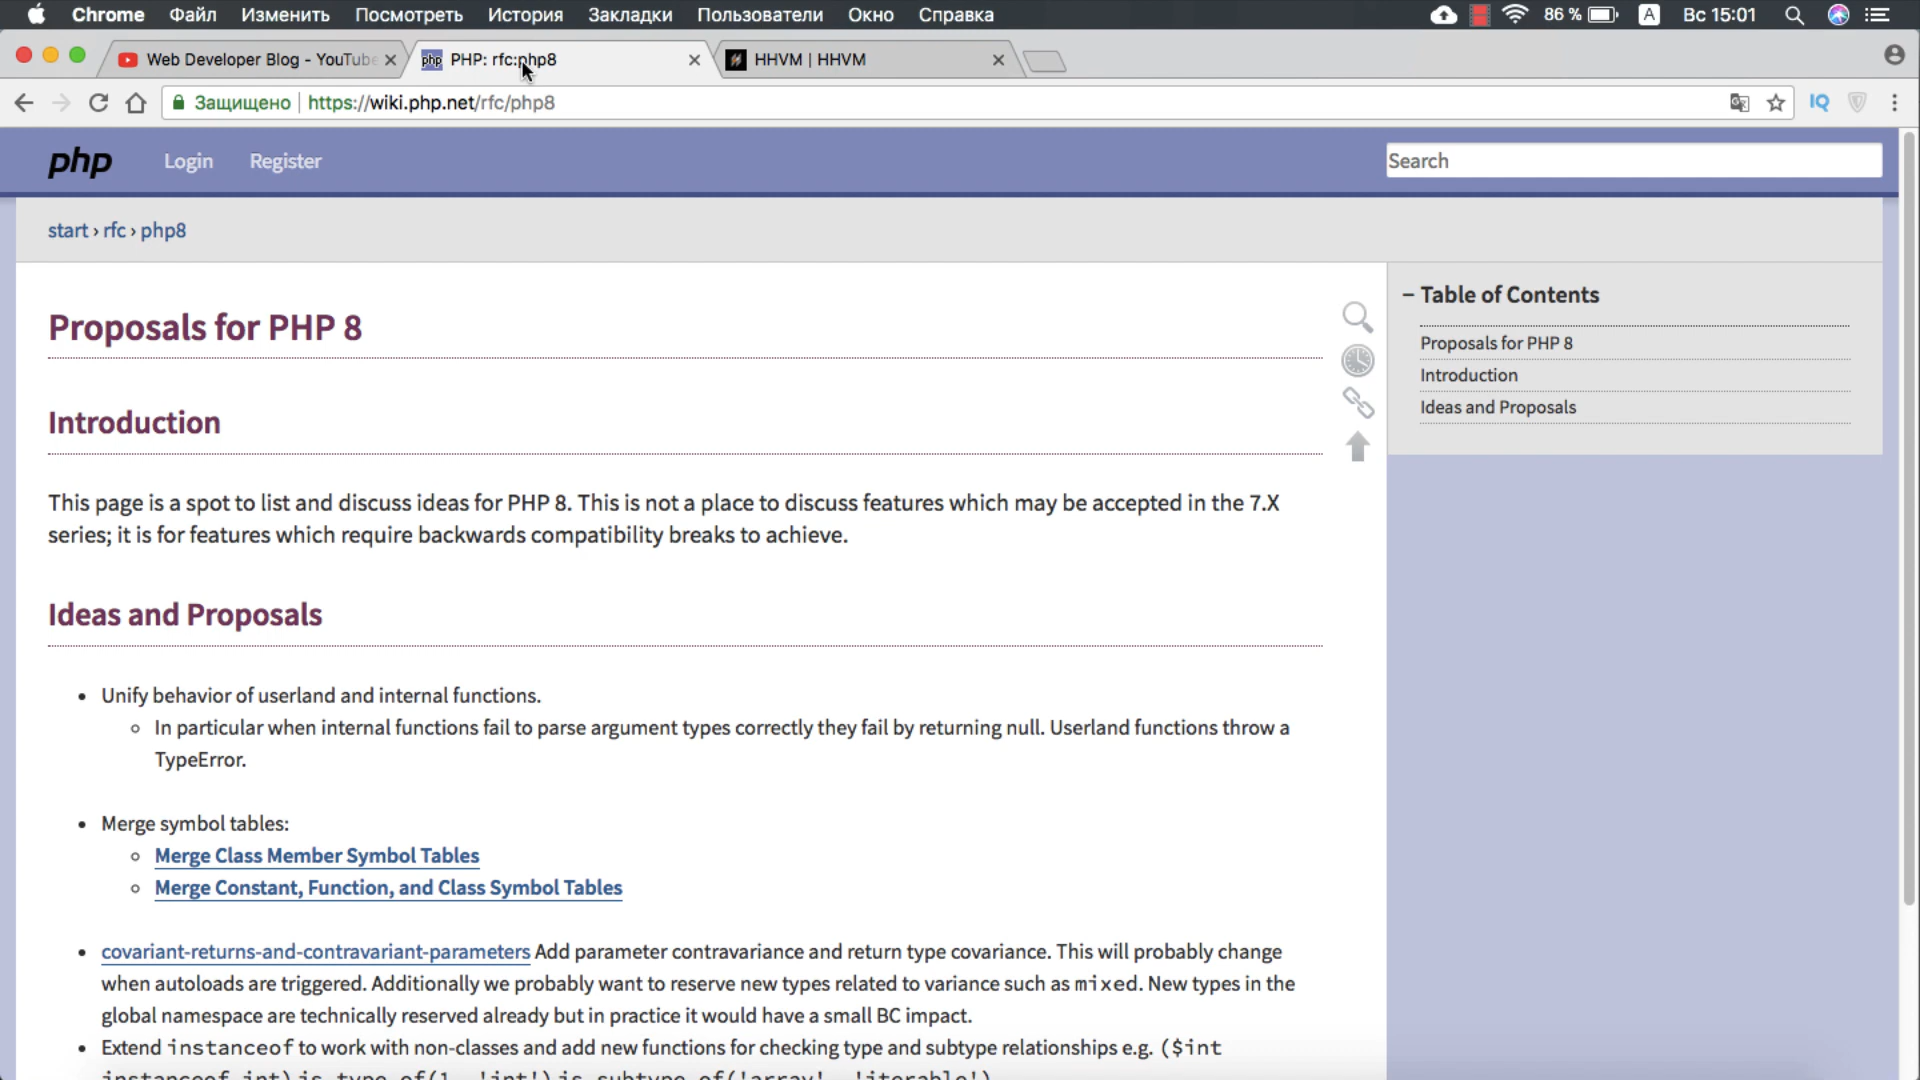 Chrome Файл Изменить Посмотреть История Закладки Пользователи Окно Справка 86 % A Вс 15:01
Web Developer Blog - YouTube PHP: rfc:php8 HHVM | HHVM
Защищено https://wiki.php.net/rfc/php8 IQ
php Login Register Search
start › rfc › php8
Proposals for PHP 8
Introduction
This page is a spot to list and discuss ideas for PHP 8. This is not a place to discuss features which may be accepted in the 7.X
series; it is for features which require backwards compatibility breaks to achieve.
Ideas and Proposals
• Unify behavior of userland and internal functions.
◦ In particular when internal functions fail to parse argument types correctly they fail by returning null. Userland functions throw a
TypeError.
• Merge symbol tables:
◦ Merge Class Member Symbol Tables
◦ Merge Constant, Function, and Class Symbol Tables
• covariant-returns-and-contravariant-parameters Add parameter contravariance and return type covariance. This will probably change
when autoloads are triggered. Additionally we probably want to reserve new types related to variance such as mixed. New types in the
global namespace are technically reserved already but in practice it would have a small BC impact.
• Extend instanceof to work with non-classes and add new functions for checking type and subtype relationships e.g. ($int
instanceof int) is_type_of(1, 'int') is_subtype_of('array', 'iterable')
− Table of Contents
Proposals for PHP 8
Introduction
Ideas and Proposals